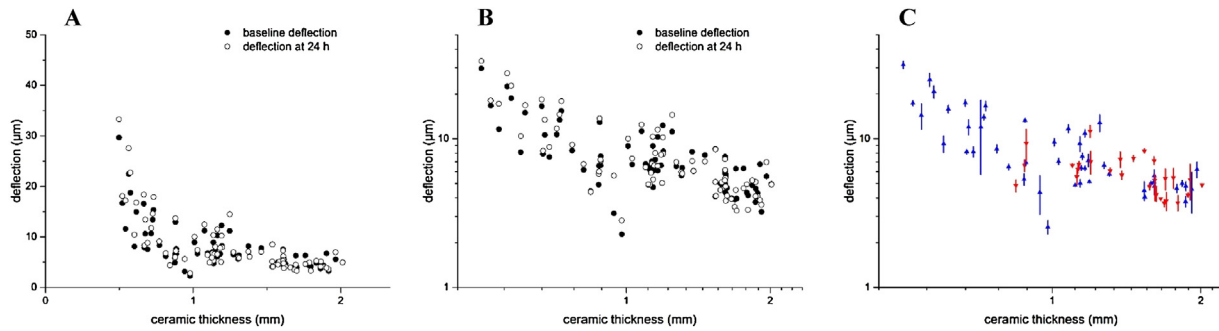 A
● baseline deflection
○ deflection at 24 h
deflection (µm)
50
40
30
20
10
0
0
1
2
ceramic thickness (mm)
B
● baseline deflection
○ deflection at 24 h
deflection (µm)
10
1
1
2
ceramic thickness (mm)
C
deflection (µm)
10
1
1
2
ceramic thickness (mm)